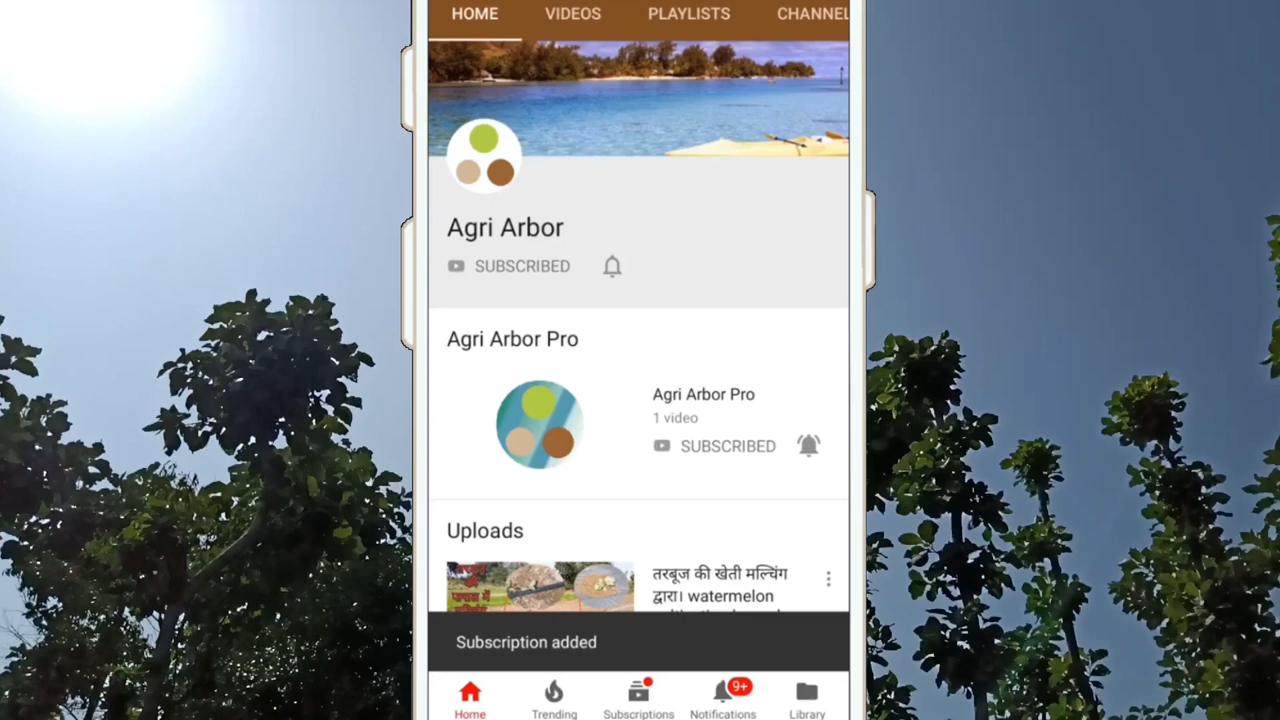 HOME VIDEOS PLAYLISTS CHANNEL
Agri Arbor
SUBSCRIBED
Agri Arbor Pro
Agri Arbor Pro
1 video
SUBSCRIBED
Uploads
तरबूज की खेती मल्चिंग
द्वारा। watermelon
Subscription added
9+
Home Trending Subscriptions Notifications Library